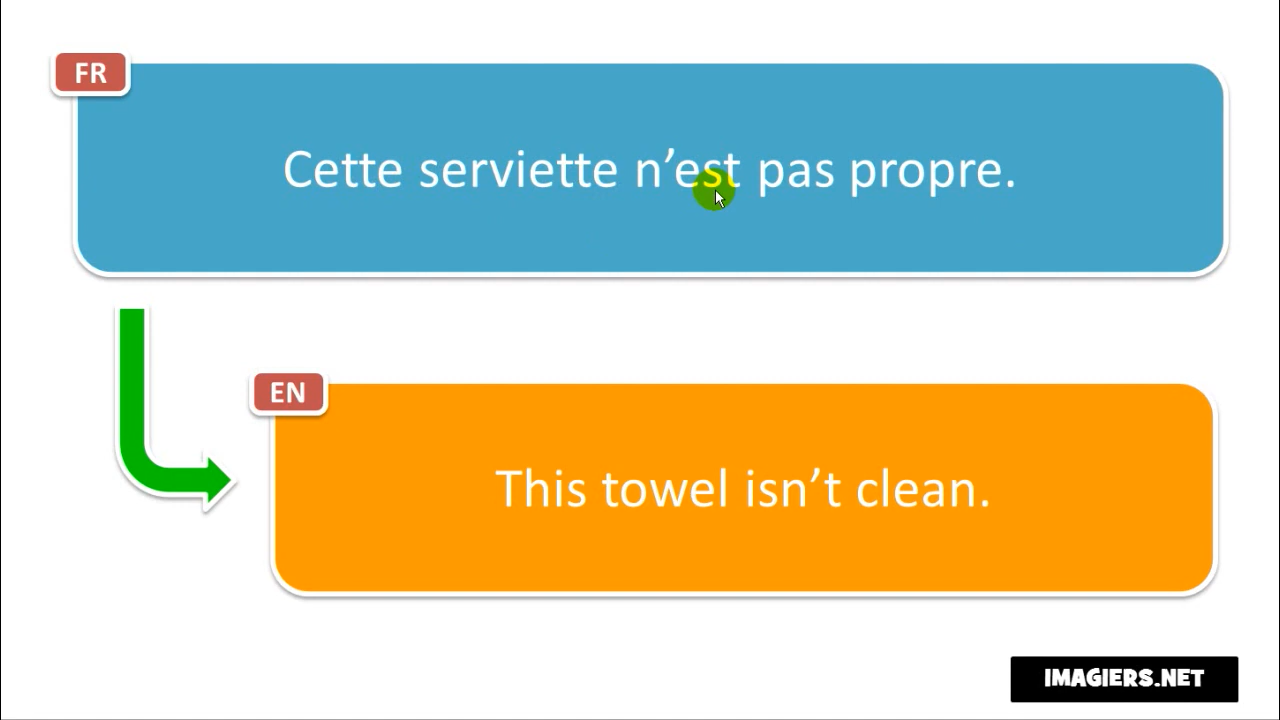 FR
Cette serviette n’est pas propre.
EN
This towel isn’t clean.
IMAGIERS.NET